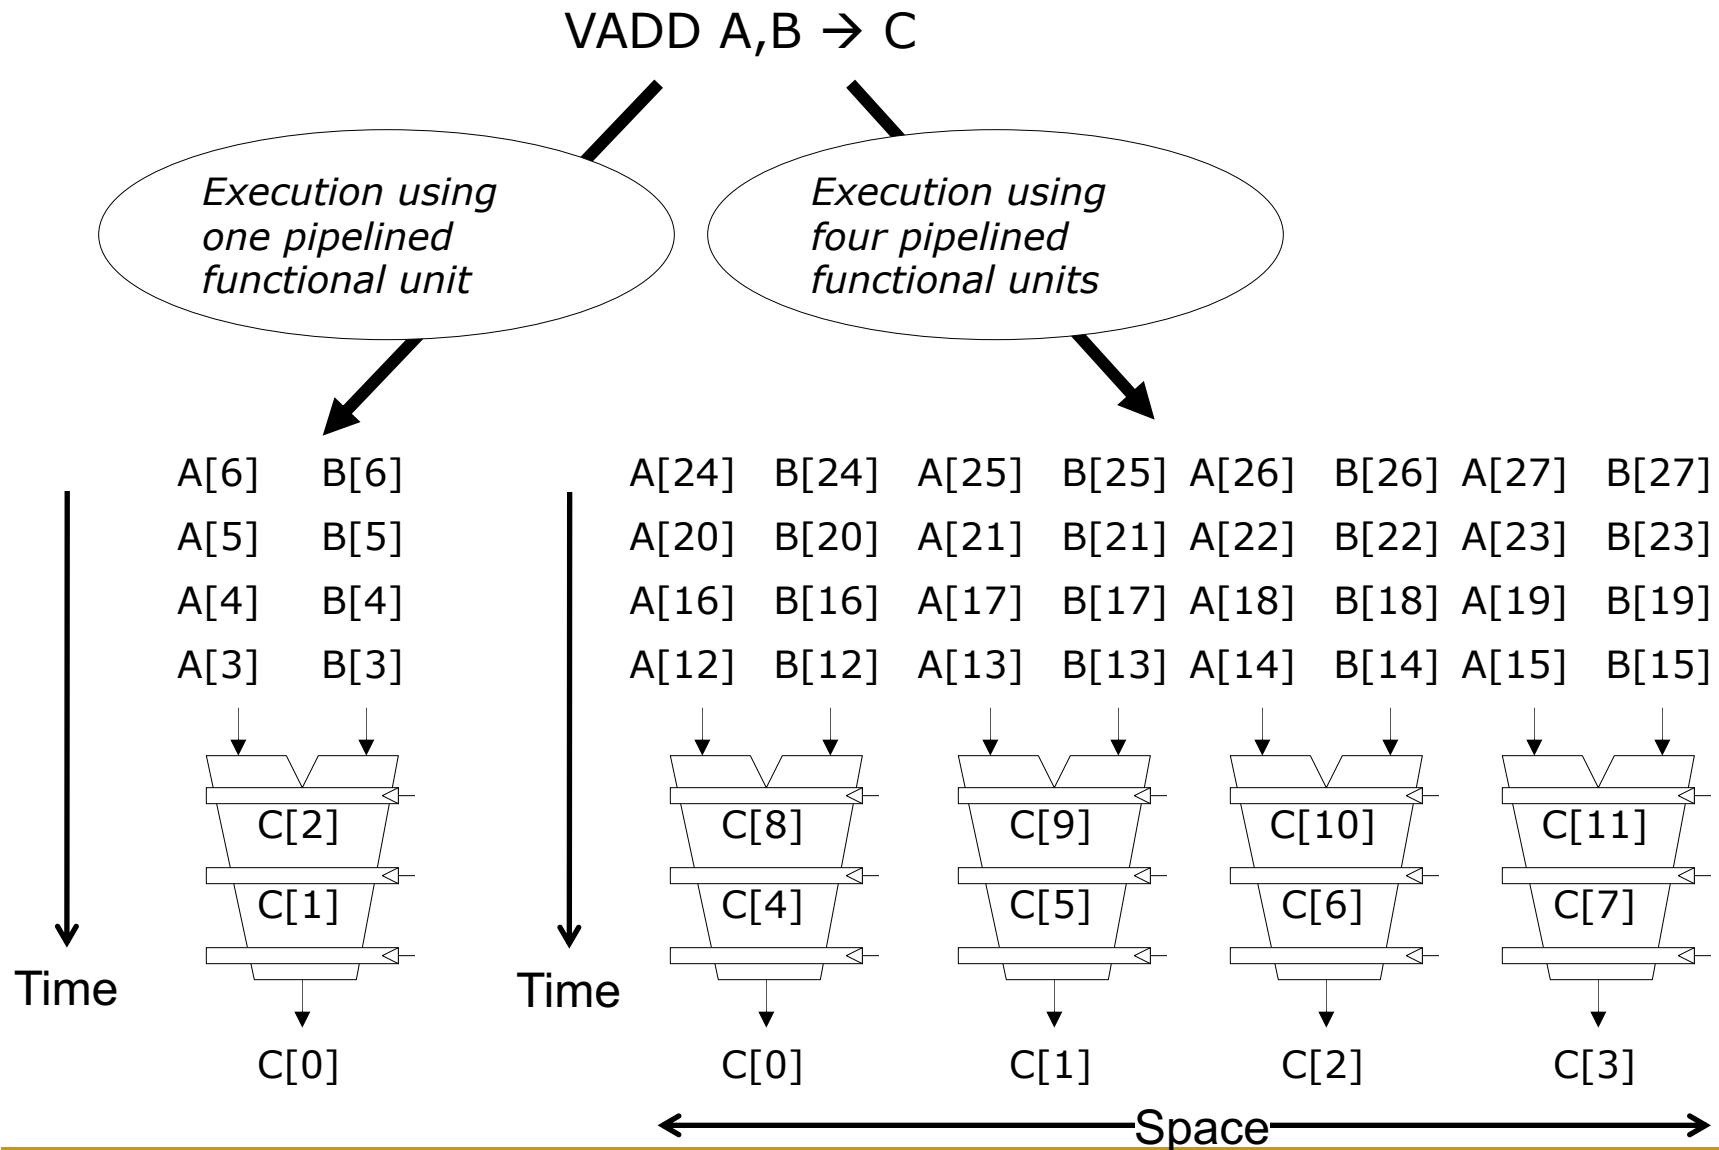 VADD A,B → C
Execution using
one pipelined
functional unit
Execution using
four pipelined
functional units
A[6] B[6] A[24] B[24] A[25] B[25] A[26] B[26] A[27] B[27]
A[5] B[5] A[20] B[20] A[21] B[21] A[22] B[22] A[23] B[23]
A[4] B[4] A[16] B[16] A[17] B[17] A[18] B[18] A[19] B[19]
A[3] B[3] A[12] B[12] A[13] B[13] A[14] B[14] A[15] B[15]
C[2] C[8] C[9] C[10] C[11]
C[1] C[4] C[5] C[6] C[7]
Time Time
C[0] C[0] C[1] C[2] C[3]
Space